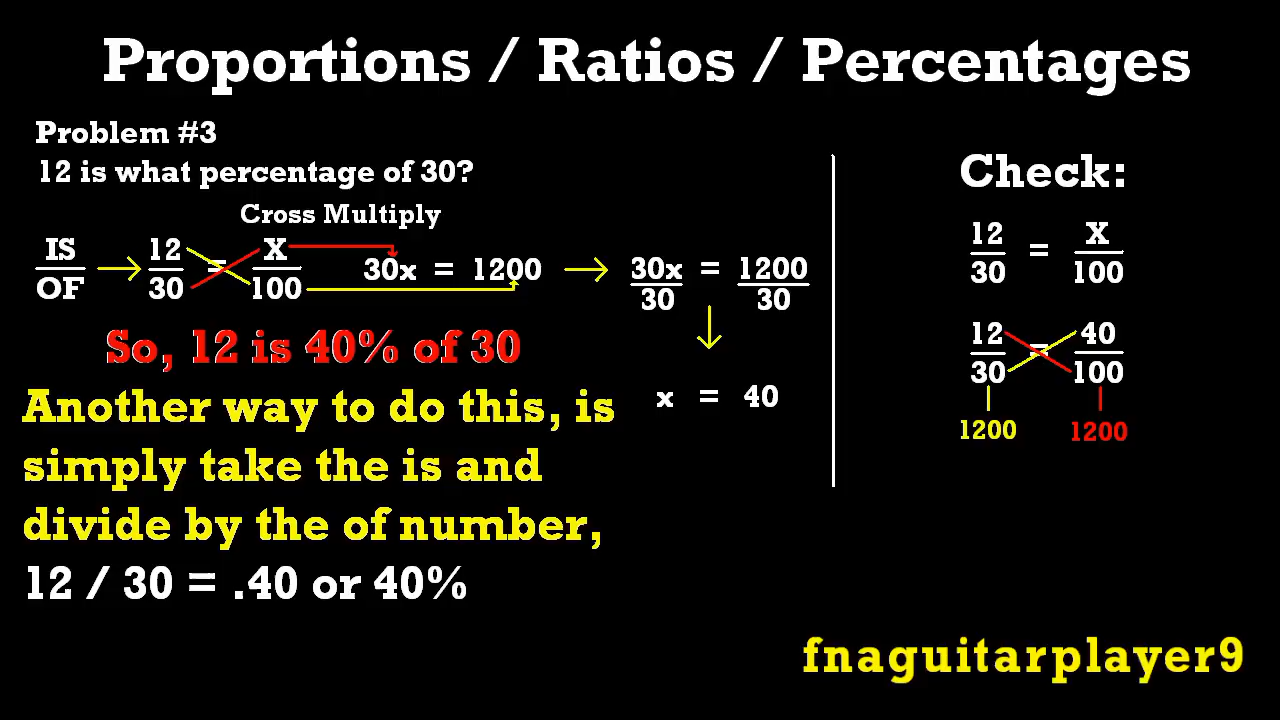 Proportions / Ratios / Percentages
Problem #3
12 is what percentage of 30?
Cross Multiply
IS
OF
12
30
=
X
100
30x = 1200
30x = 1200
30 30
x = 40
So, 12 is 40% of 30
Another way to do this, is
simply take the is and
divide by the of number,
12 / 30 = .40 or 40%
Check:
12
30
=
X
100
12
30
=
40
100
1200
1200
fnaguitarplayer9